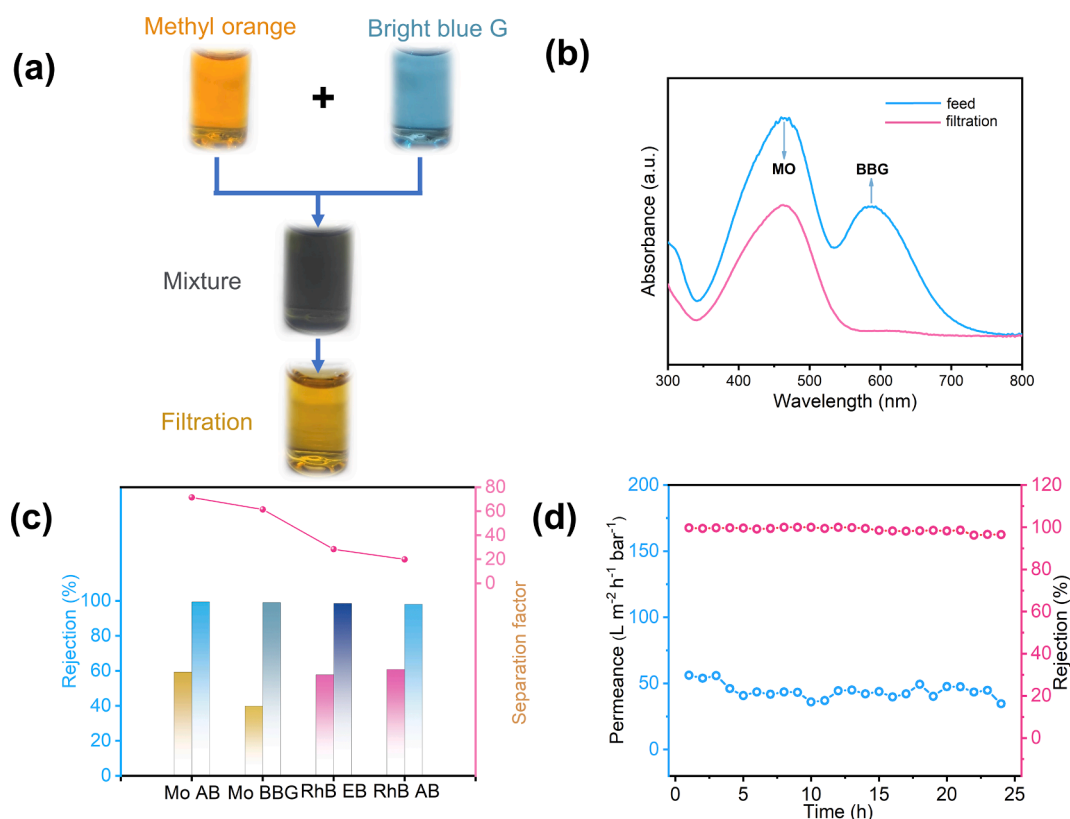 (a)
Methyl orange
Bright blue G
+
Mixture
Filtration
(b)
feed
filtration
MO
BBG
Absorbance (a.u.)
300 400 500 600 700 800
Wavelength (nm)
(c)
Rejection (%)
100
80
60
40
20
0
80
60
40
20
0
Separation factor
Mo AB Mo BBG RhB EB RhB AB
(d)
Permeance (L m⁻² h⁻¹ bar⁻¹)
200
150
100
50
0
120
100
80
60
40
20
0
Rejection (%)
0 5 10 15 20 25
Time (h)